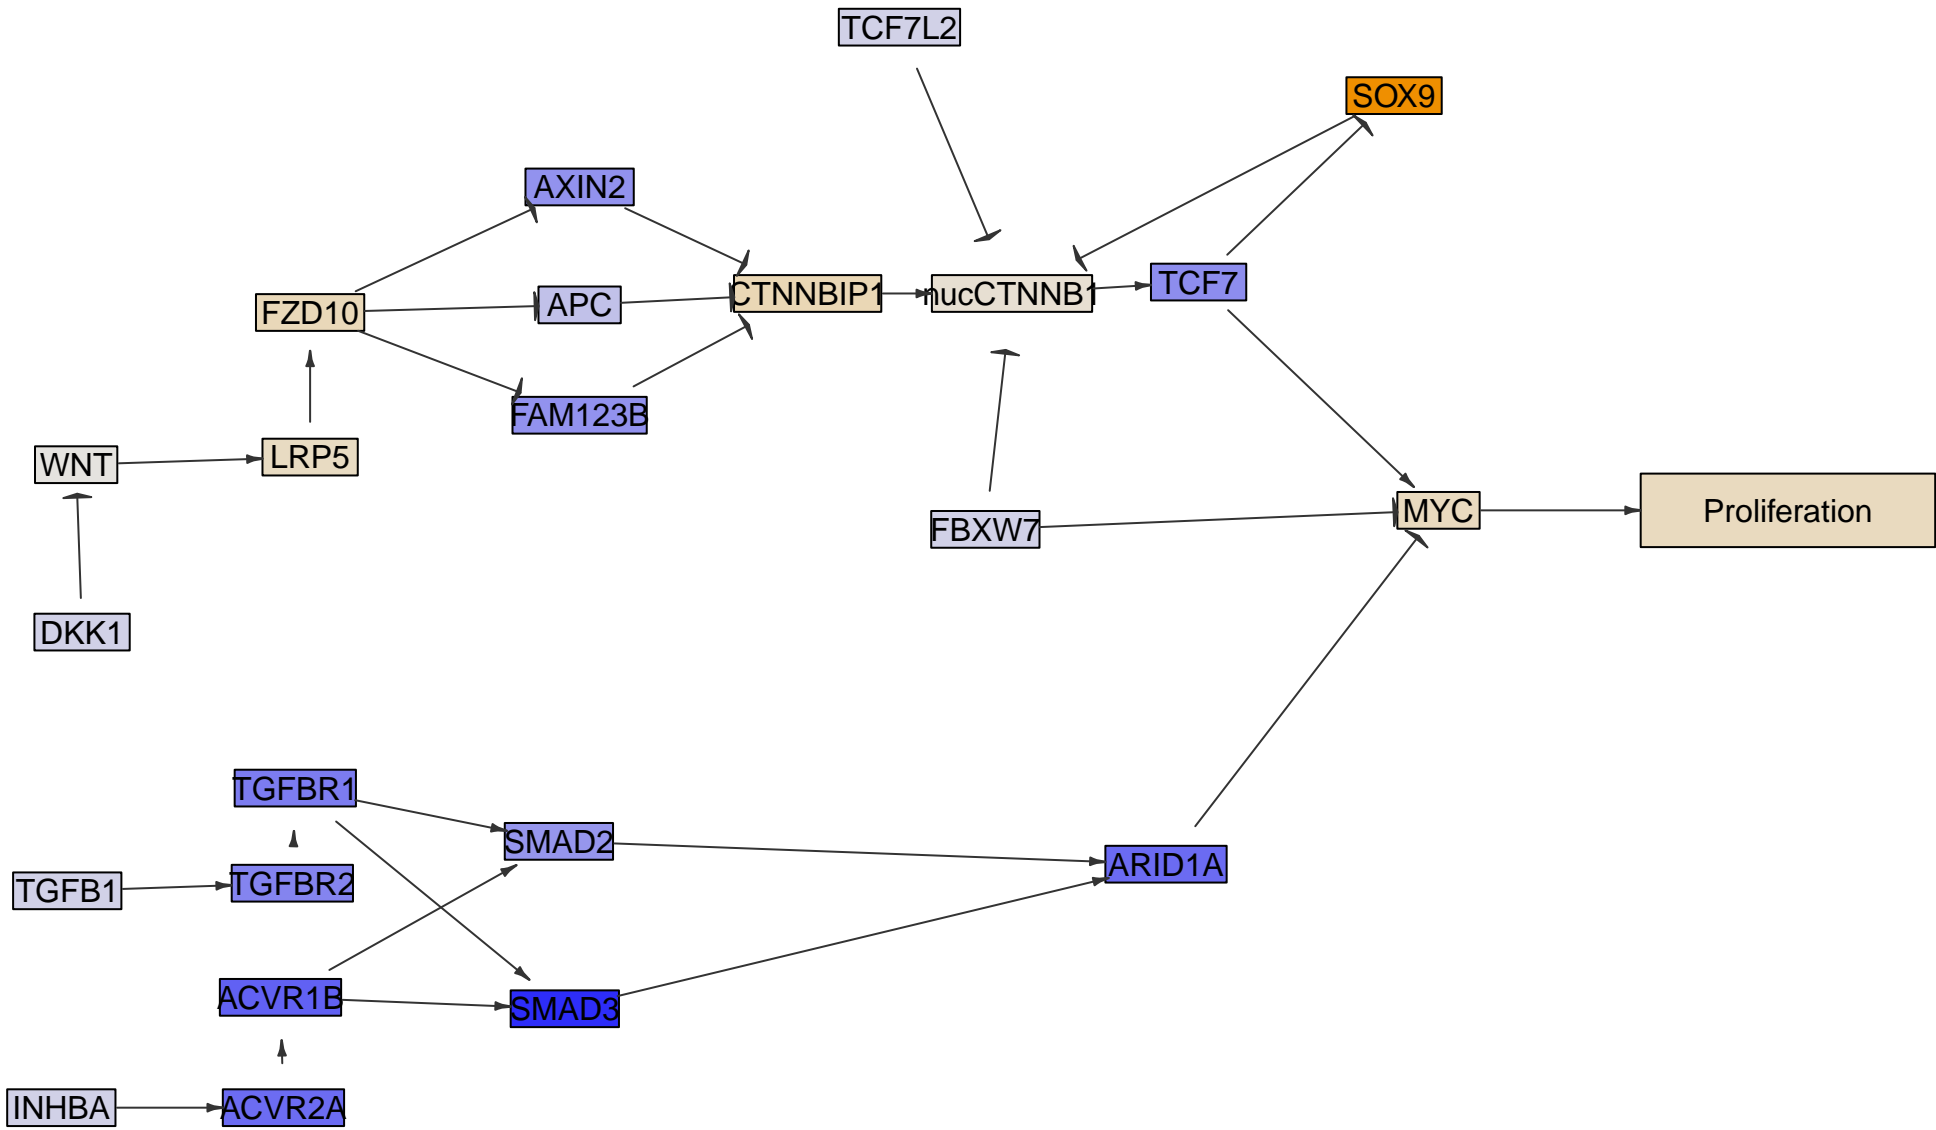 TCF7L2
SOX9
AXIN2
TCF7
CTNNBIP1
nucCTNNB1
APC
FZD10
FAM123B
LRP5
WNT
MYC
Proliferation
FBXW7
DKK1
TGFBR1
SMAD2
ARID1A
TGFBR2
TGFB1
ACVR1B
SMAD3
INHBA
ACVR2A